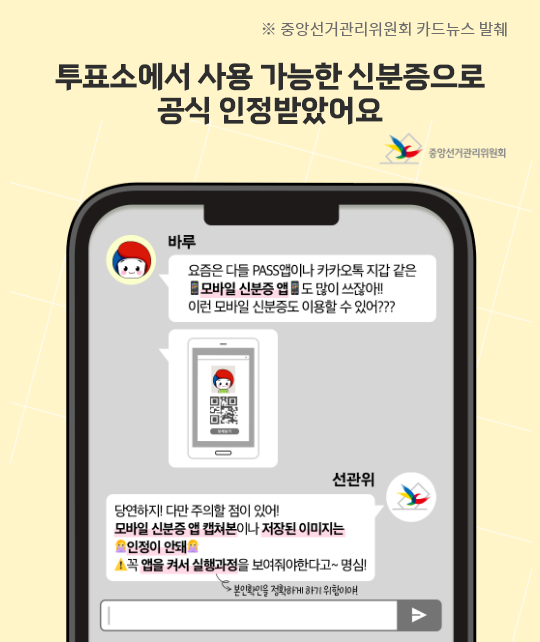 ※ 중앙선거관리위원회 카드뉴스 발췌
투표소에서 사용 가능한 신분증으로
공식 인정받았어요
중앙선거관리위원회
바루
요즘은 다들 PASS앱이나 카카오톡 지갑 같은
📱모바일 신분증 앱📱도 많이 쓰잖아!!
이런 모바일 신분증도 이용할 수 있어???
선관위
당연하지! 다만 주의할 점이 있어!
모바일 신분증 앱 캡쳐본이나 저장된 이미지는
🙅인정이 안돼🙅
⚠️꼭 앱을 켜서 실행과정을 보여줘야한다고~ 명심!
본인확인을 정확하게 하기 위함이야!